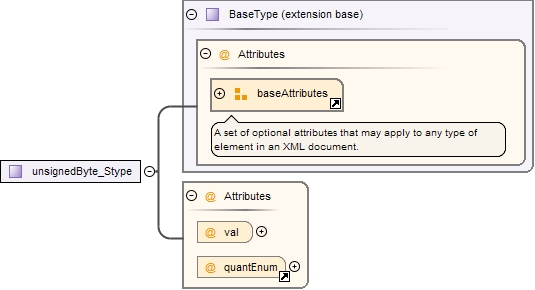 BaseType (extension base)
@ Attributes
baseAttributes
A set of optional attributes that may apply to any type of
element in an XML document.
unsignedByte_Stype
@ Attributes
@ val
@ quantEnum